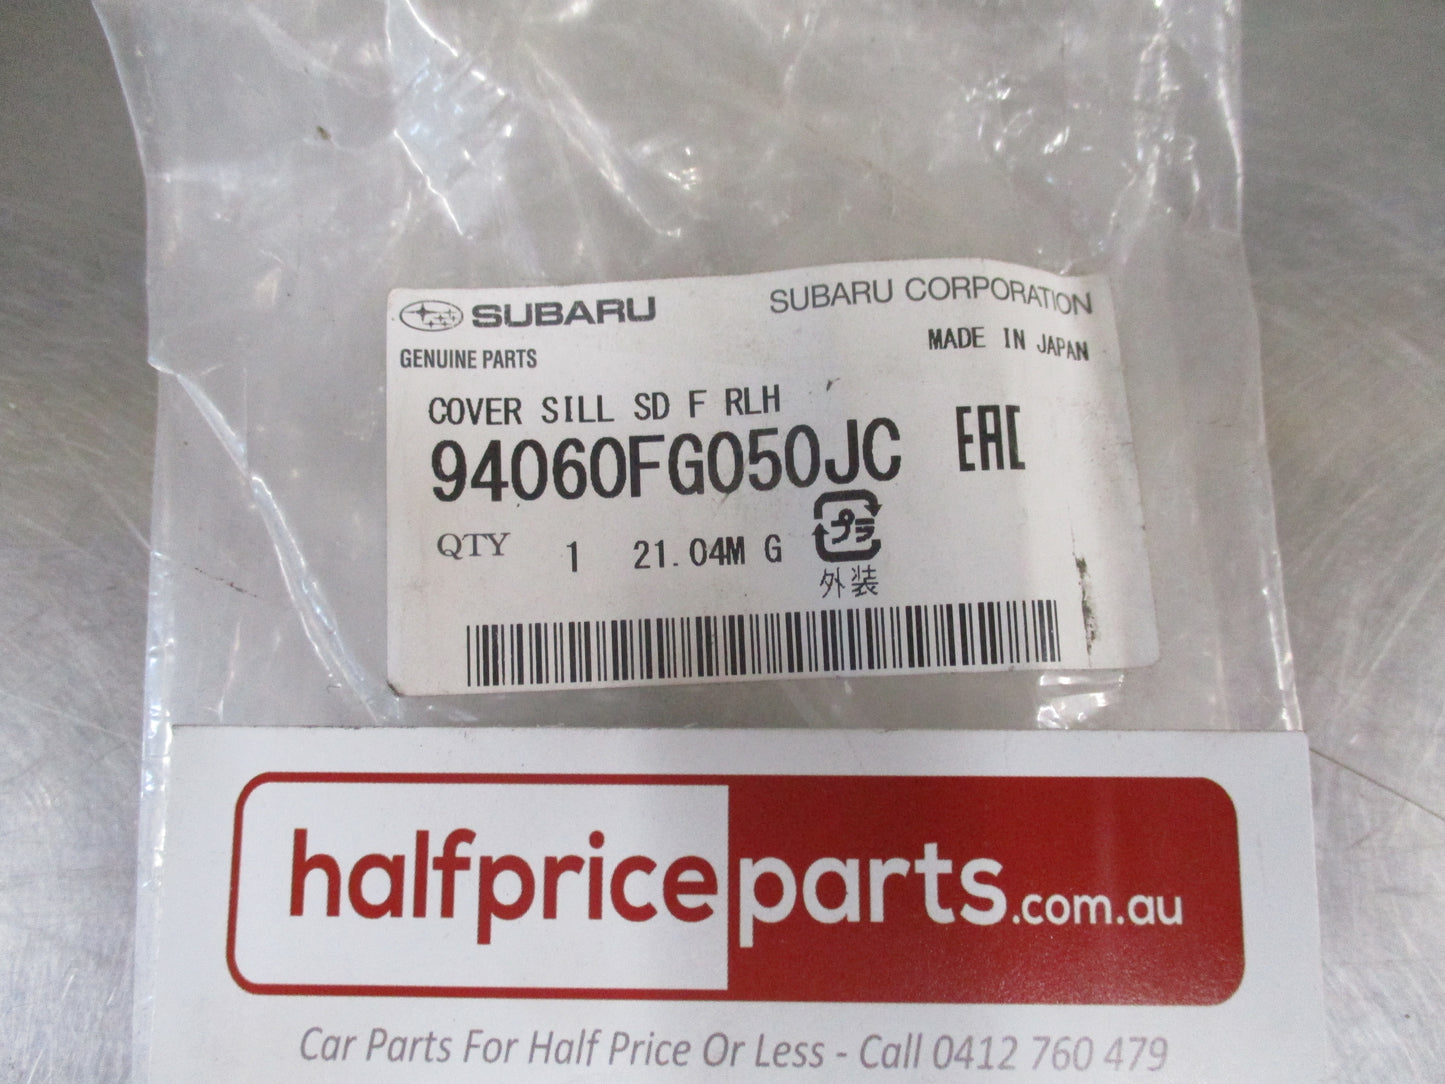 SUBARU
SUBARU CORPORATION
GENUINE PARTS
MADE IN JAPAN
COVER SILL SD F RLH
94060FG050JC
EAC
QTY 1 21.04M G
プラ
外装
halfpriceparts.com.au
Car Parts For Half Price Or Less - Call 0412 760 479